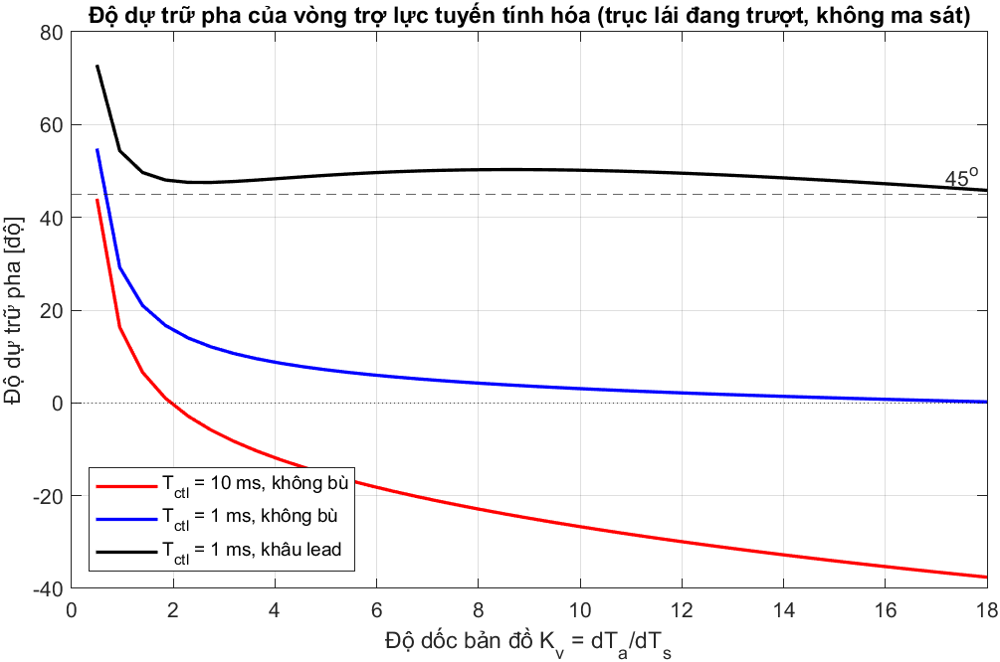 Độ dự trữ pha của vòng trợ lực tuyến tính hóa (trục lái đang trượt, không ma sát)
80
60
40
20
0
-20
-40
Độ dự trữ pha [độ]
45°
T_ctl = 10 ms, không bù
T_ctl = 1 ms, không bù
T_ctl = 1 ms, khâu lead
0 2 4 6 8 10 12 14 16 18
Độ dốc bản đồ K_v = dT_a/dT_s